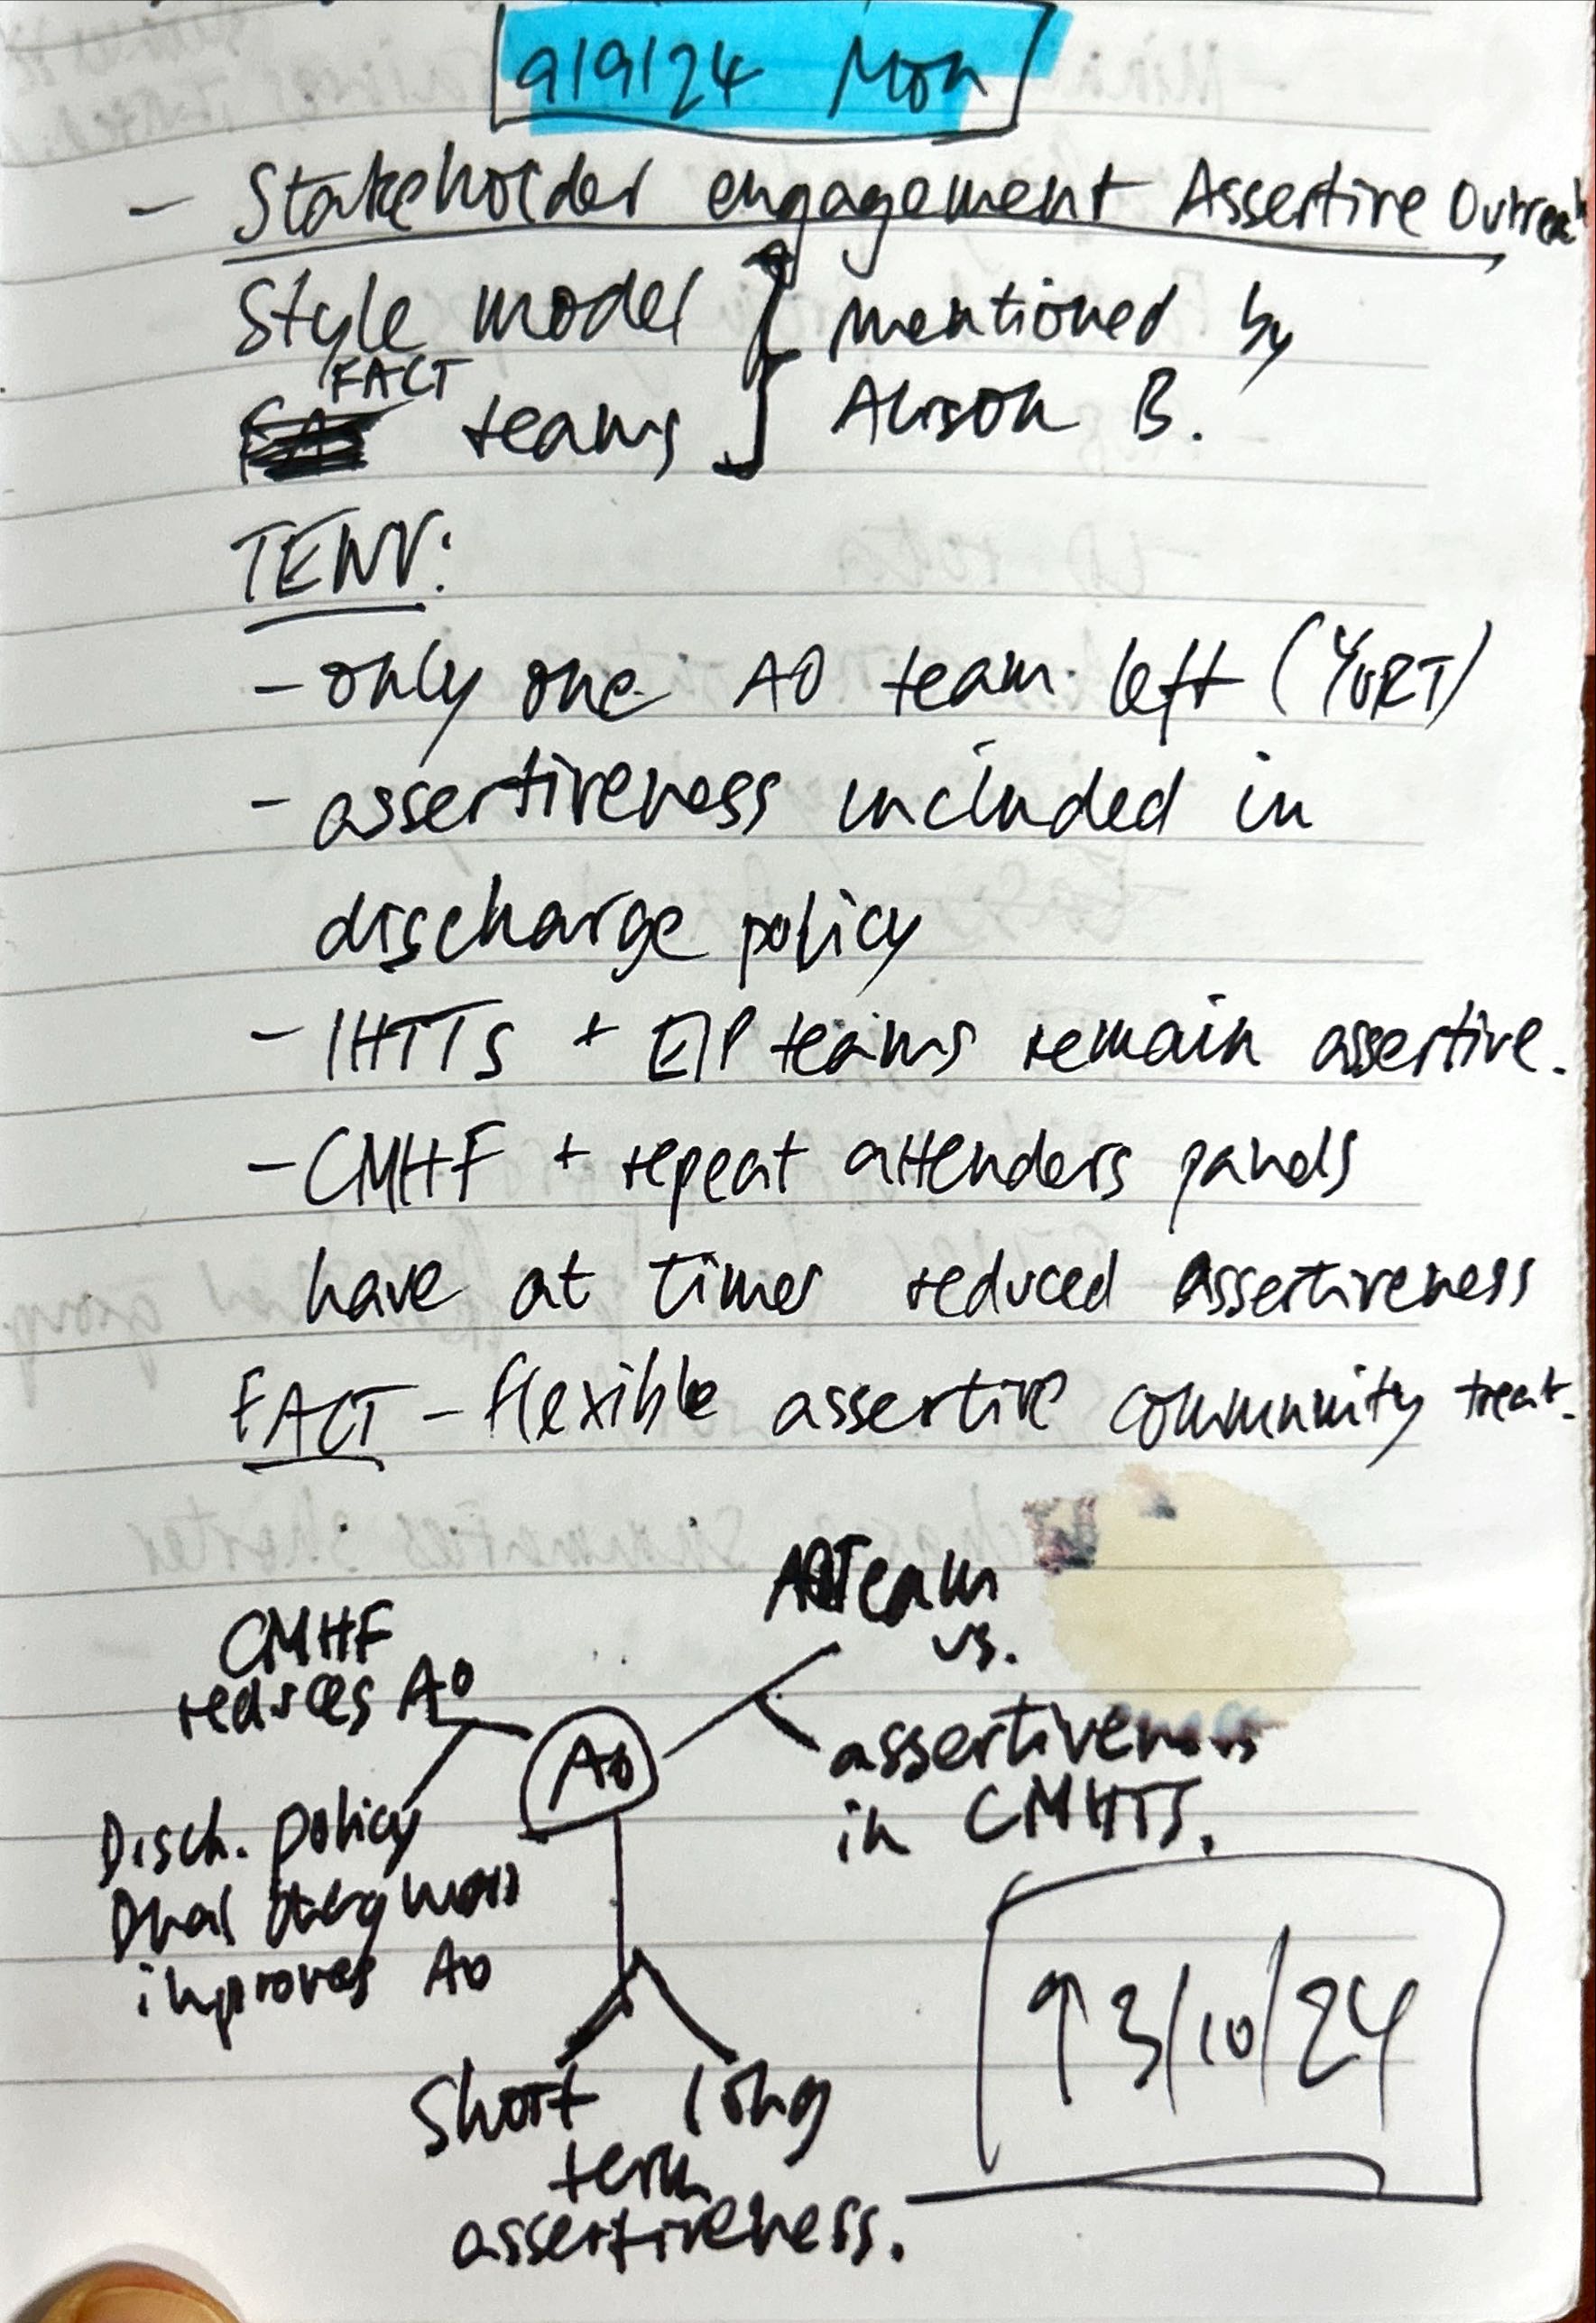 9/9/24 Mon
- Stakeholder engagement Assertive Outreach
Style model } mentioned by
FACT
teams } Alison B.
TEWV:
- only one AO team left (York)
- assertiveness included in
discharge policy
- IHTTs + EIP teams remain assertive.
- CMHF + repeat attenders panels
have at times reduced assertiveness
FACT - flexible assertive community treat.
AO Team
vs.
assertiveness
in CMHTS.
CMHF
reduces AO
AO
Disch. policy
Dual diagnosis
improves AO
Short long
term
assertiveness.
↑ 3/10/24